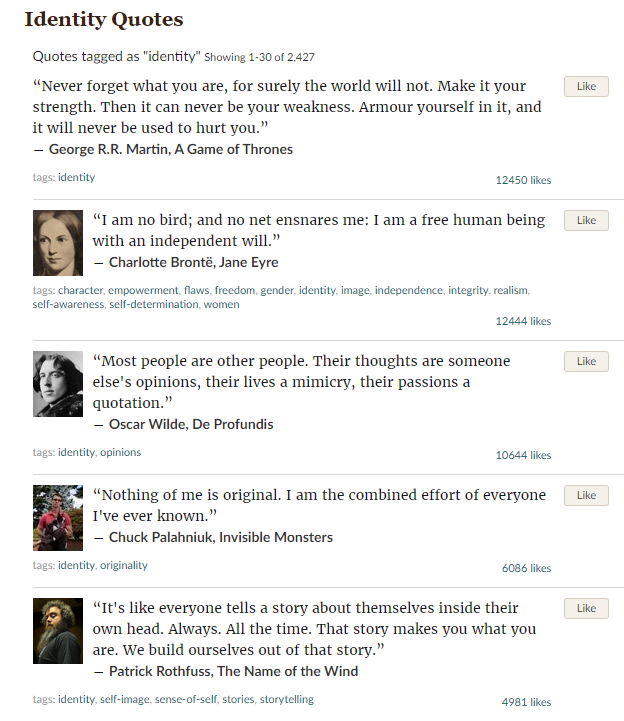 Identity Quotes
Quotes tagged as "identity" Showing 1-30 of 2,427
“Never forget what you are, for surely the world will not. Make it your
strength. Then it can never be your weakness. Armour yourself in it, and
it will never be used to hurt you.”
― George R.R. Martin, A Game of Thrones
Like
tags: identity
12450 likes
“I am no bird; and no net ensnares me: I am a free human being
with an independent will.”
― Charlotte Brontë, Jane Eyre
Like
tags: character, empowerment, flaws, freedom, gender, identity, image, independence, integrity, realism,
self-awareness, self-determination, women
12444 likes
“Most people are other people. Their thoughts are someone
else's opinions, their lives a mimicry, their passions a
quotation.”
― Oscar Wilde, De Profundis
Like
tags: identity, opinions
10644 likes
“Nothing of me is original. I am the combined effort of everyone
I've ever known.”
― Chuck Palahniuk, Invisible Monsters
Like
tags: identity, originality
6086 likes
“It's like everyone tells a story about themselves inside their
own head. Always. All the time. That story makes you what you
are. We build ourselves out of that story.”
― Patrick Rothfuss, The Name of the Wind
Like
tags: identity, self-image, sense-of-self, stories, storytelling
4981 likes